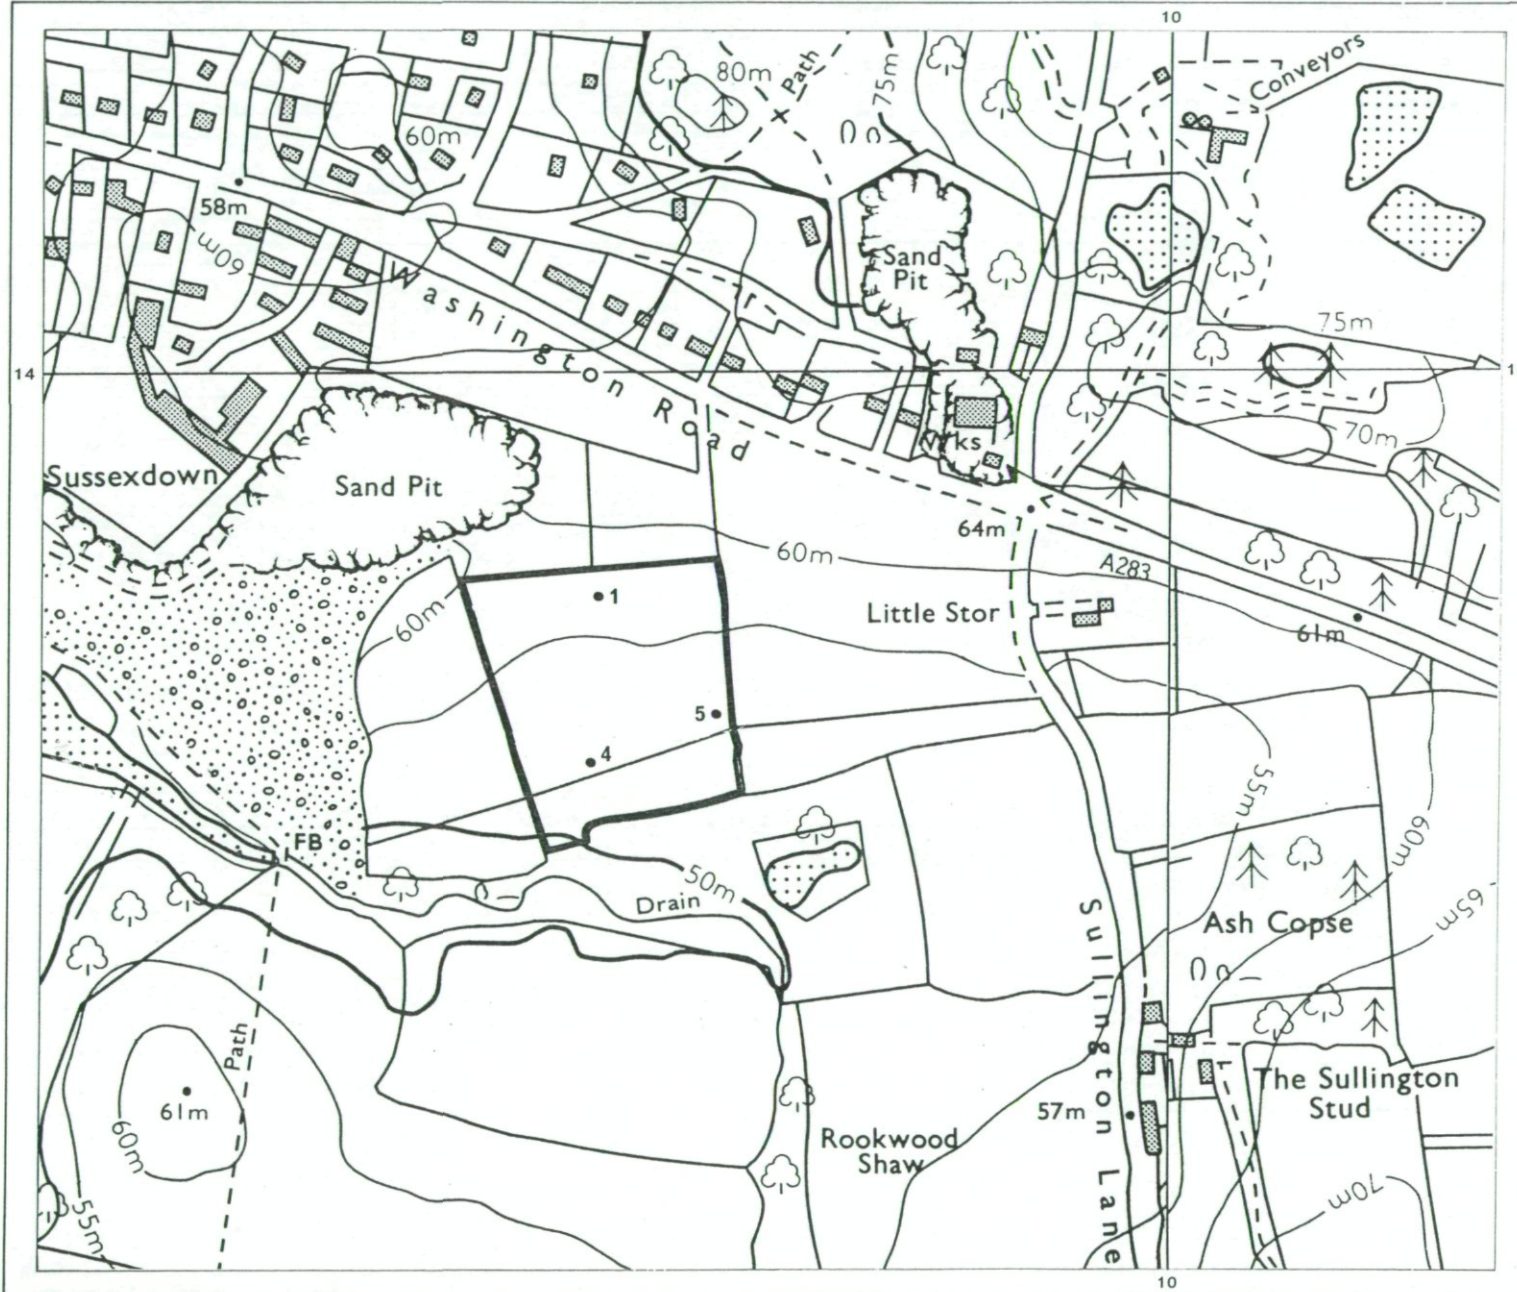 10
Conveyors
Path
80m
75m
60m
58m
60m
Sand
Pit
Washington Road
75m
14
1
70m
Wks
Sussexdown
Sand Pit
64m
60m
A283
60m
1
Little Stor
61m
5
4
55m
60m
FB
50m
Drain
65m
Ash Copse
Sullington Lane
Path
61m
60m
The Sullington
Stud
57m
Rookwood
Shaw
70m
55m
10